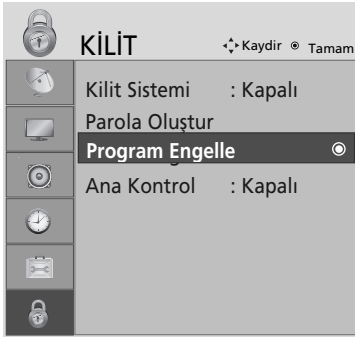 KİLİT
Kaydir Tamam
Kilit Sistemi : Kapalı
Parola Oluştur
Program Engelle
Ana Kontrol : Kapalı